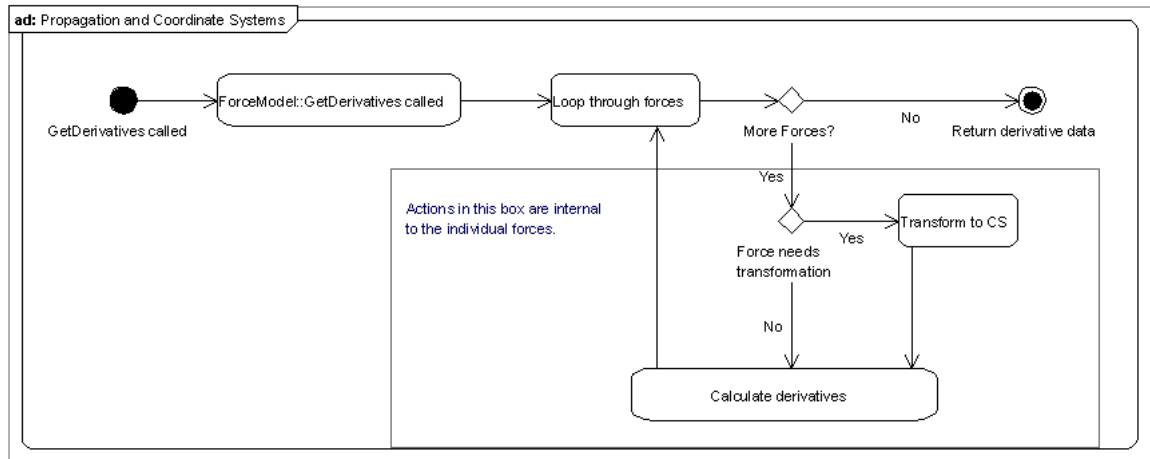 ad: Propagation and Coordinate Systems
ForceModel::GetDerivatives called
Loop through forces
GetDerivatives called
More Forces?
No
Return derivative data
Yes
Actions in this box are internal
to the individual forces.
Transform to CS
Yes
Force needs
transformation
No
Calculate derivatives